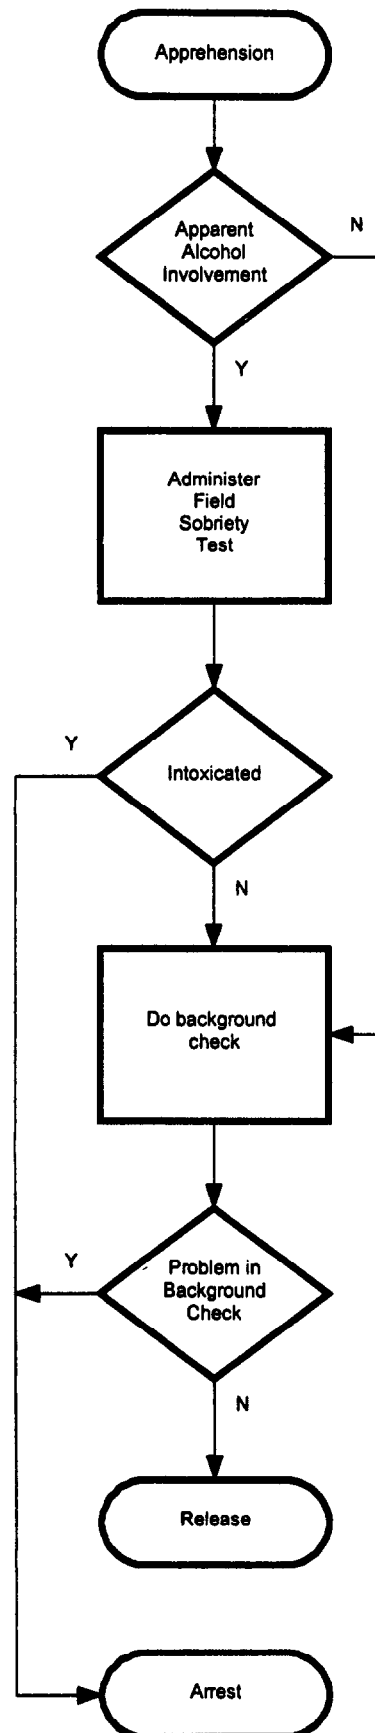 Apprehension
N
Apparent
Alcohol
Involvement
Y
Administer
Field
Sobriety
Test
Y
Intoxicated
N
Do background
check
Y
Problem in
Background
Check
N
Release
Arrest